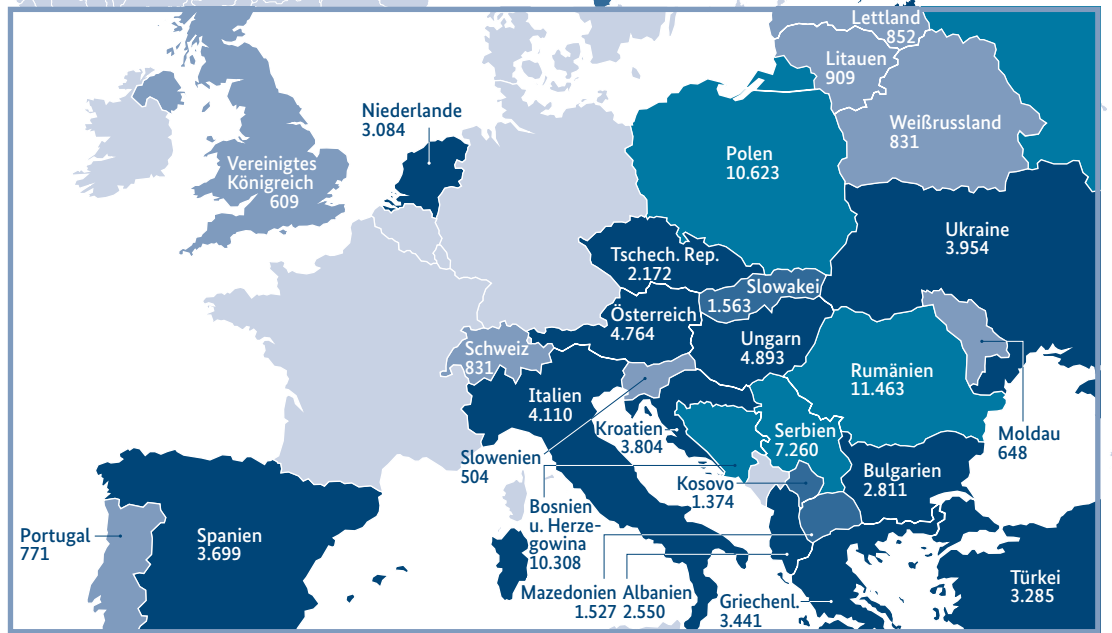 Lettland
852
Litauen
909
Weißrussland
831
Niederlande
3.084
Vereinigtes
Königreich
609
Polen
10.623
Ukraine
3.954
Tschech. Rep.
2.172
Slowakei
1.563
Österreich
4.764
Ungarn
4.893
Schweiz
831
Rumänien
11.463
Italien
4.110
Kroatien
3.804
Serbien
7.260
Moldau
648
Slowenien
504
Kosovo
1.374
Bulgarien
2.811
Bosnien
u. Herze-
gowina
10.308
Portugal
771
Spanien
3.699
Mazedonien
1.527
Albanien
2.550
Griechenl.
3.441
Türkei
3.285